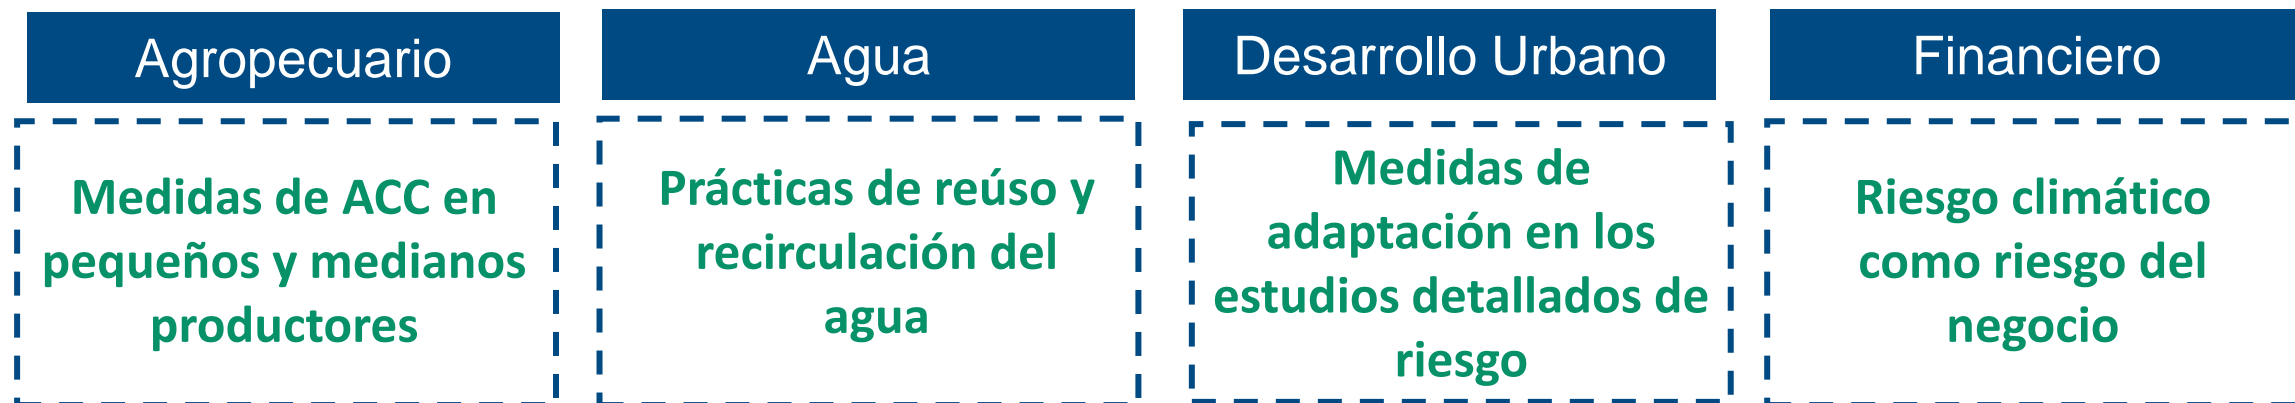 Agropecuario
Medidas de ACC en
pequeños y medianos
productores
Agua
Prácticas de reúso y
recirculación del
agua
Desarrollo Urbano
Medidas de
adaptación en los
estudios detallados de
riesgo
Financiero
Riesgo climático
como riesgo del
negocio